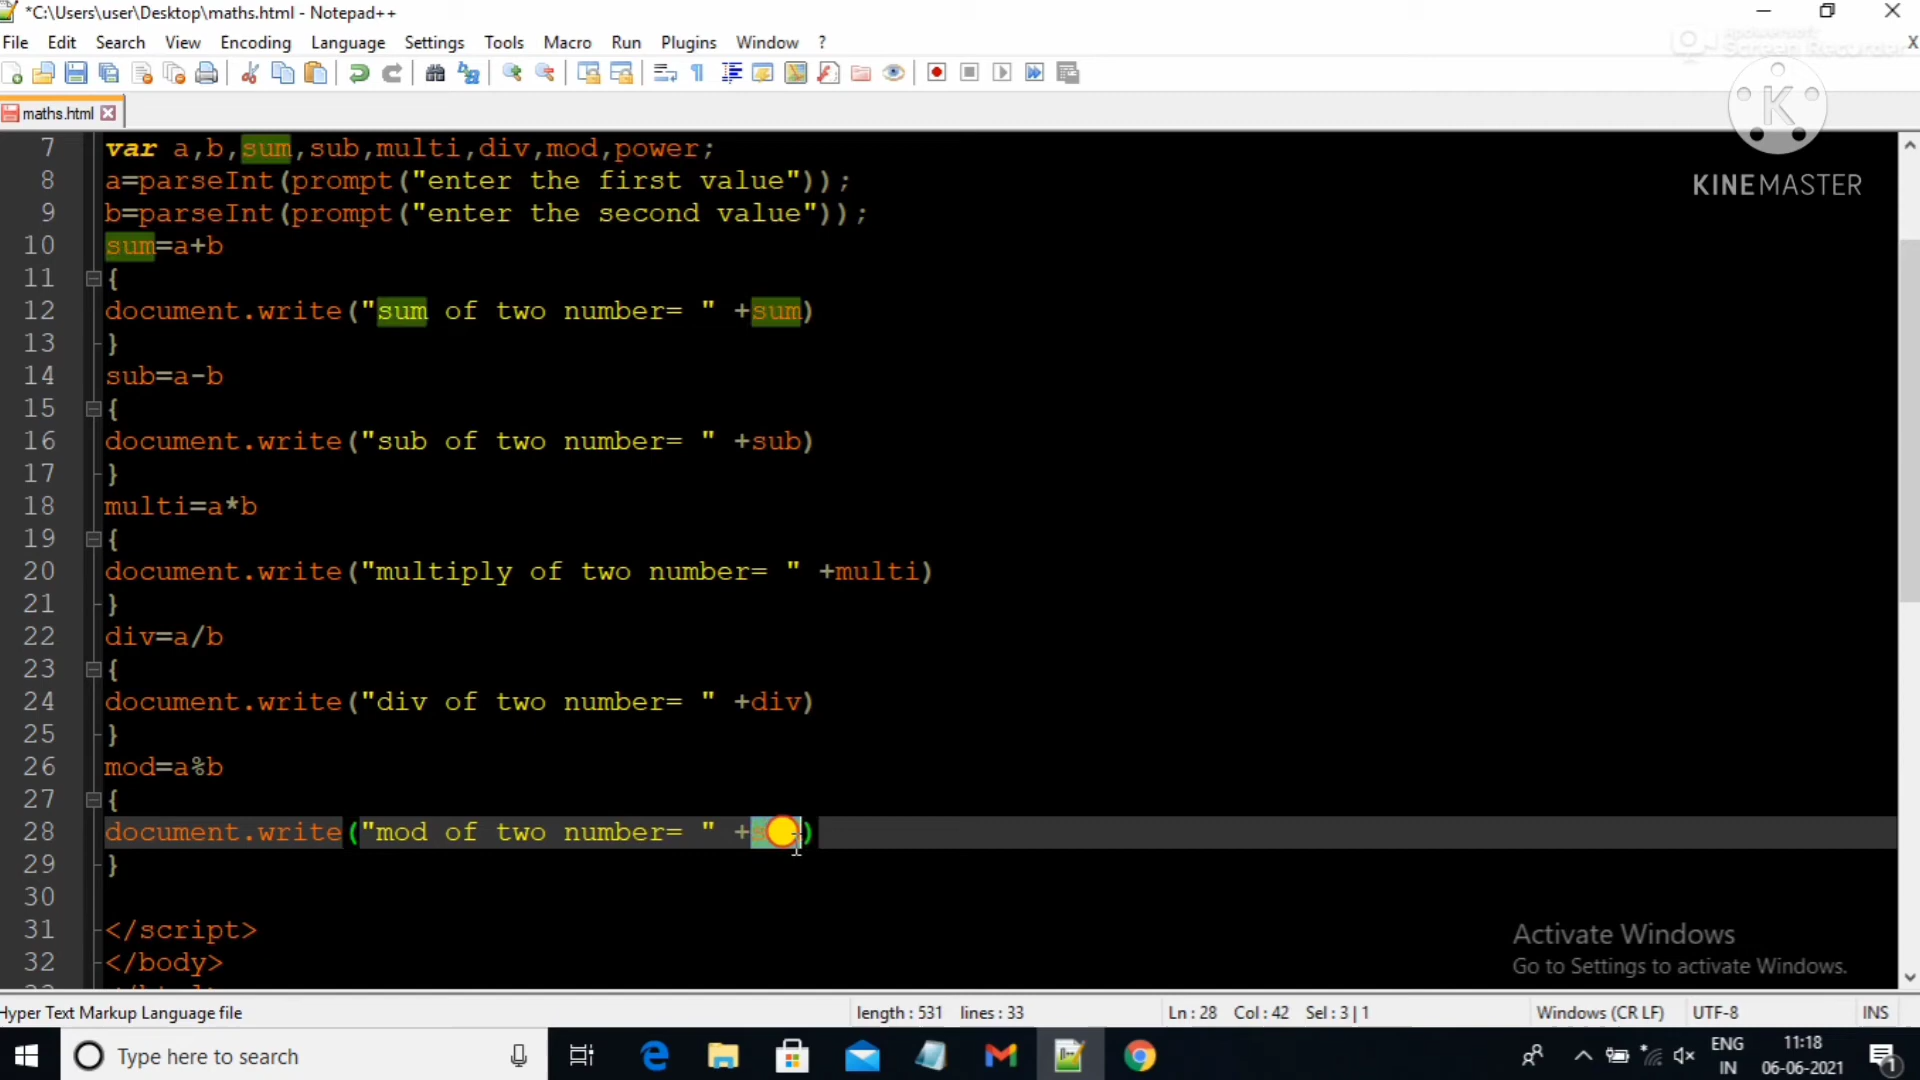 *C:\Users\user\Desktop\maths.html - Notepad++
File Edit Search View Encoding Language Settings Tools Macro Run Plugins Window ?
Screen Recorder
maths.html
K
KINEMASTER
7 var a,b,sum,sub,multi,div,mod,power;
8 a=parseInt(prompt("enter the first value"));
9 b=parseInt(prompt("enter the second value"));
10 sum=a+b
11 {
12 document.write("sum of two number= " +sum)
13 }
14 sub=a-b
15 {
16 document.write("sub of two number= " +sub)
17 }
18 multi=a*b
19 {
20 document.write("multiply of two number= " +multi)
21 }
22 div=a/b
23 {
24 document.write("div of two number= " +div)
25 }
26 mod=a%b
27 {
28 document.write("mod of two number= " + )
29 }
30
31 </script>
32 </body>
Activate Windows
Go to Settings to activate Windows.
Hyper Text Markup Language file length : 531 lines : 33 Ln : 28 Col : 42 Sel : 3 | 1 Windows (CR LF) UTF-8 INS
Type here to search
ENG
IN
11:18
06-06-2021
1